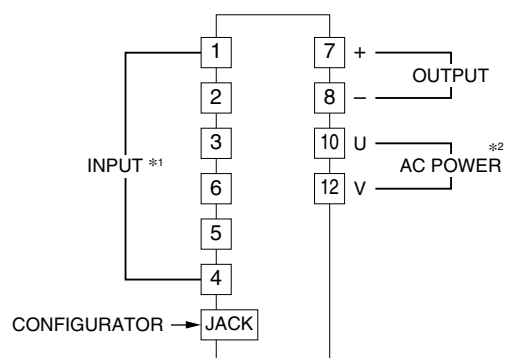 1
7 +
OUTPUT
2
8 –
3
10 U
INPUT *1
AC POWER *2
6
12 V
5
4
CONFIGURATOR
JACK